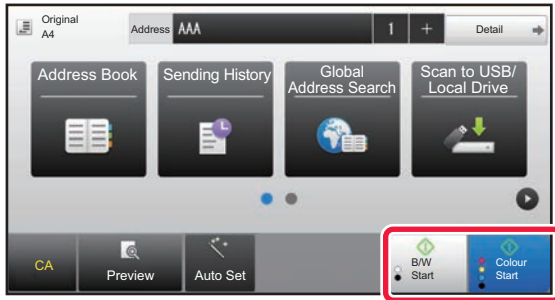 Original
A4
Address AAA 1 + Detail
Address Book
Sending History
Global
Address Search
Scan to USB/
Local Drive
CA
Preview
Auto Set
B/W
Start
Colour
Start